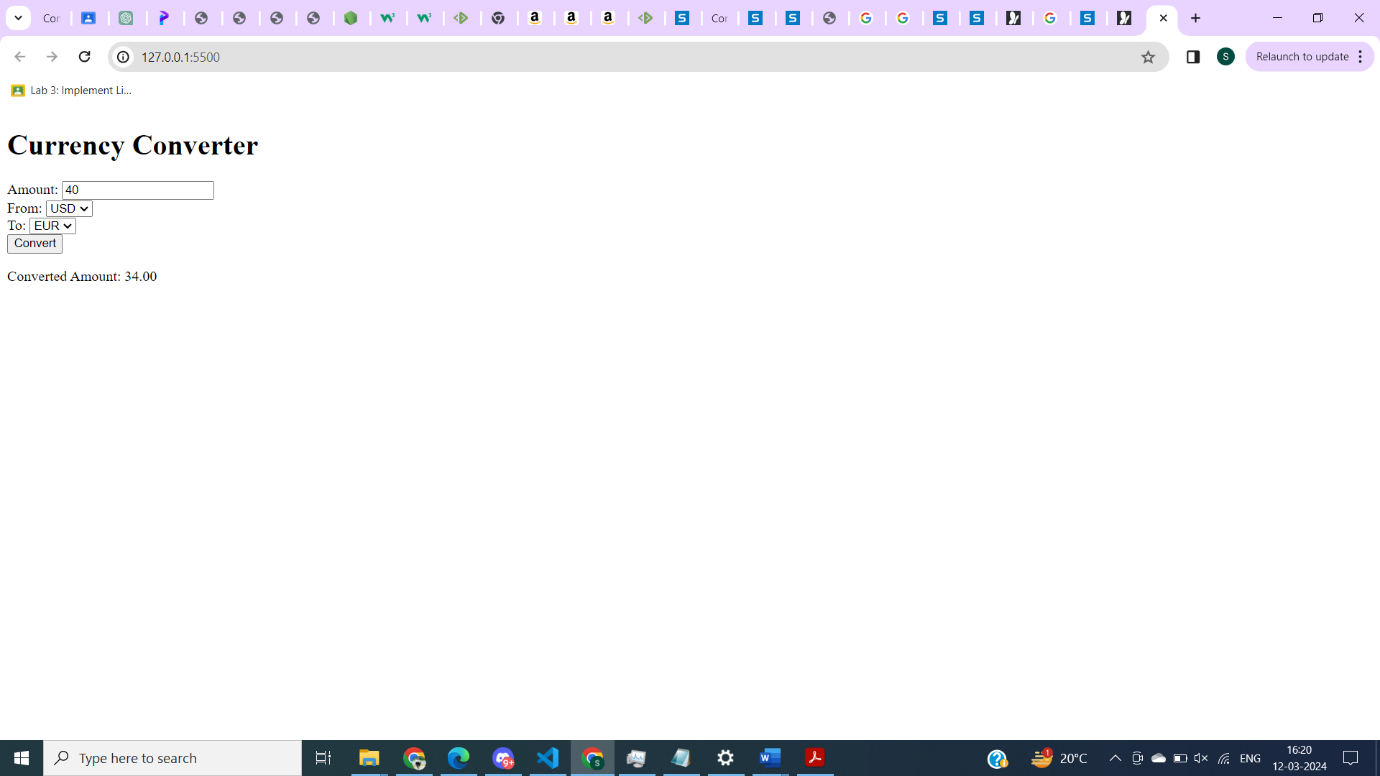 Cor
Cor
127.0.0.1:5500
S
Relaunch to update
Lab 3: Implement Li...
Currency Converter
Amount: 40
From: USD
To: EUR
Convert
Converted Amount: 34.00
Type here to search
9+
S
1
20°C
ENG
16:20
12-03-2024